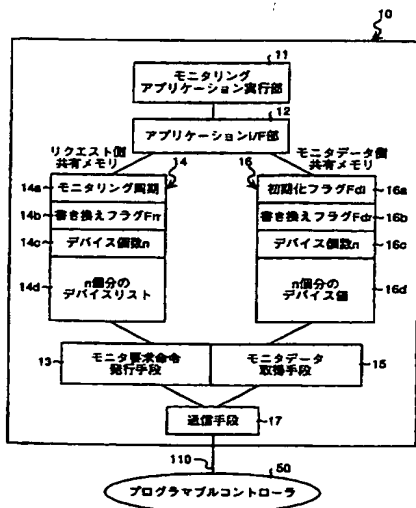 10
11
モニタリング
アプリケーション実行部
12
アプリケーションI/F部
リクエスト側
共有メモリ
14
16
モニタデータ側
共有メモリ
14a
モニタリング周期
初期化フラグFdi
16a
14b
書き換えフラグFrr
書き換えフラグFdr
16b
14c
デバイス個数n
デバイス個数n
16c
14d
n個分の
デバイスリスト
n個分の
デバイス値
16d
13
モニタ要求命令
発行手段
モニタデータ
取得手段
15
通信手段
17
110
50
プログラマブルコントローラ